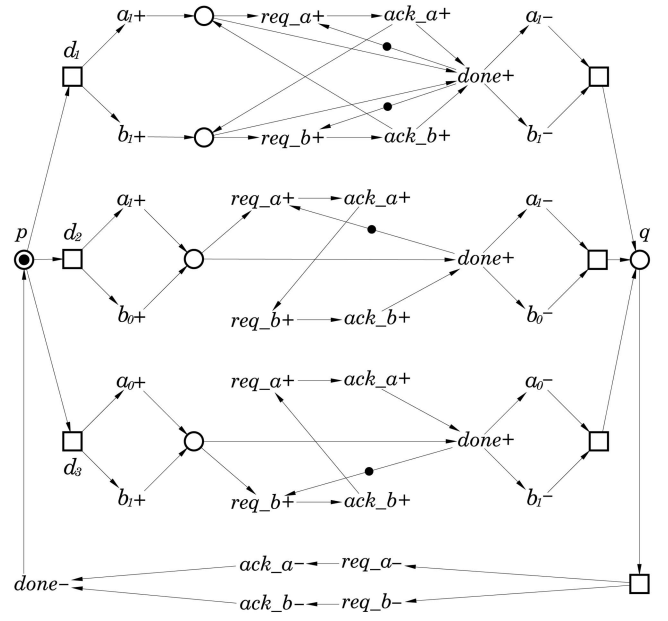 a1+ req_a+ ack_a+ a1−
d1 done+
b1+ req_b+ ack_b+ b1−
a1+ req_a+ ack_a+ a1−
p d2 done+ q
b0+ req_b+ ack_b+ b0−
a0+ req_a+ ack_a+ a0−
d3 done+
b1+ req_b+ ack_b+ b1−
ack_a− req_a−
done−
ack_b− req_b−